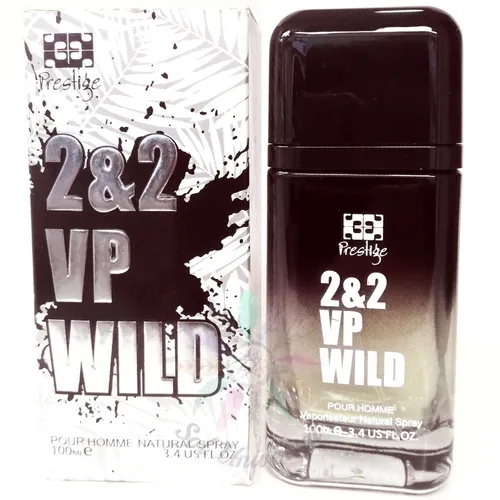 Prestige
2&2
VP
WILD
POUR HOMME NATURAL SPRAY
100ML e 3.4 US FL.OZ.
Prestige
2&2
VP
WILD
POUR HOMME
Vaporisateur Natural Spray
100ml e 3.4 US FL.OZ.